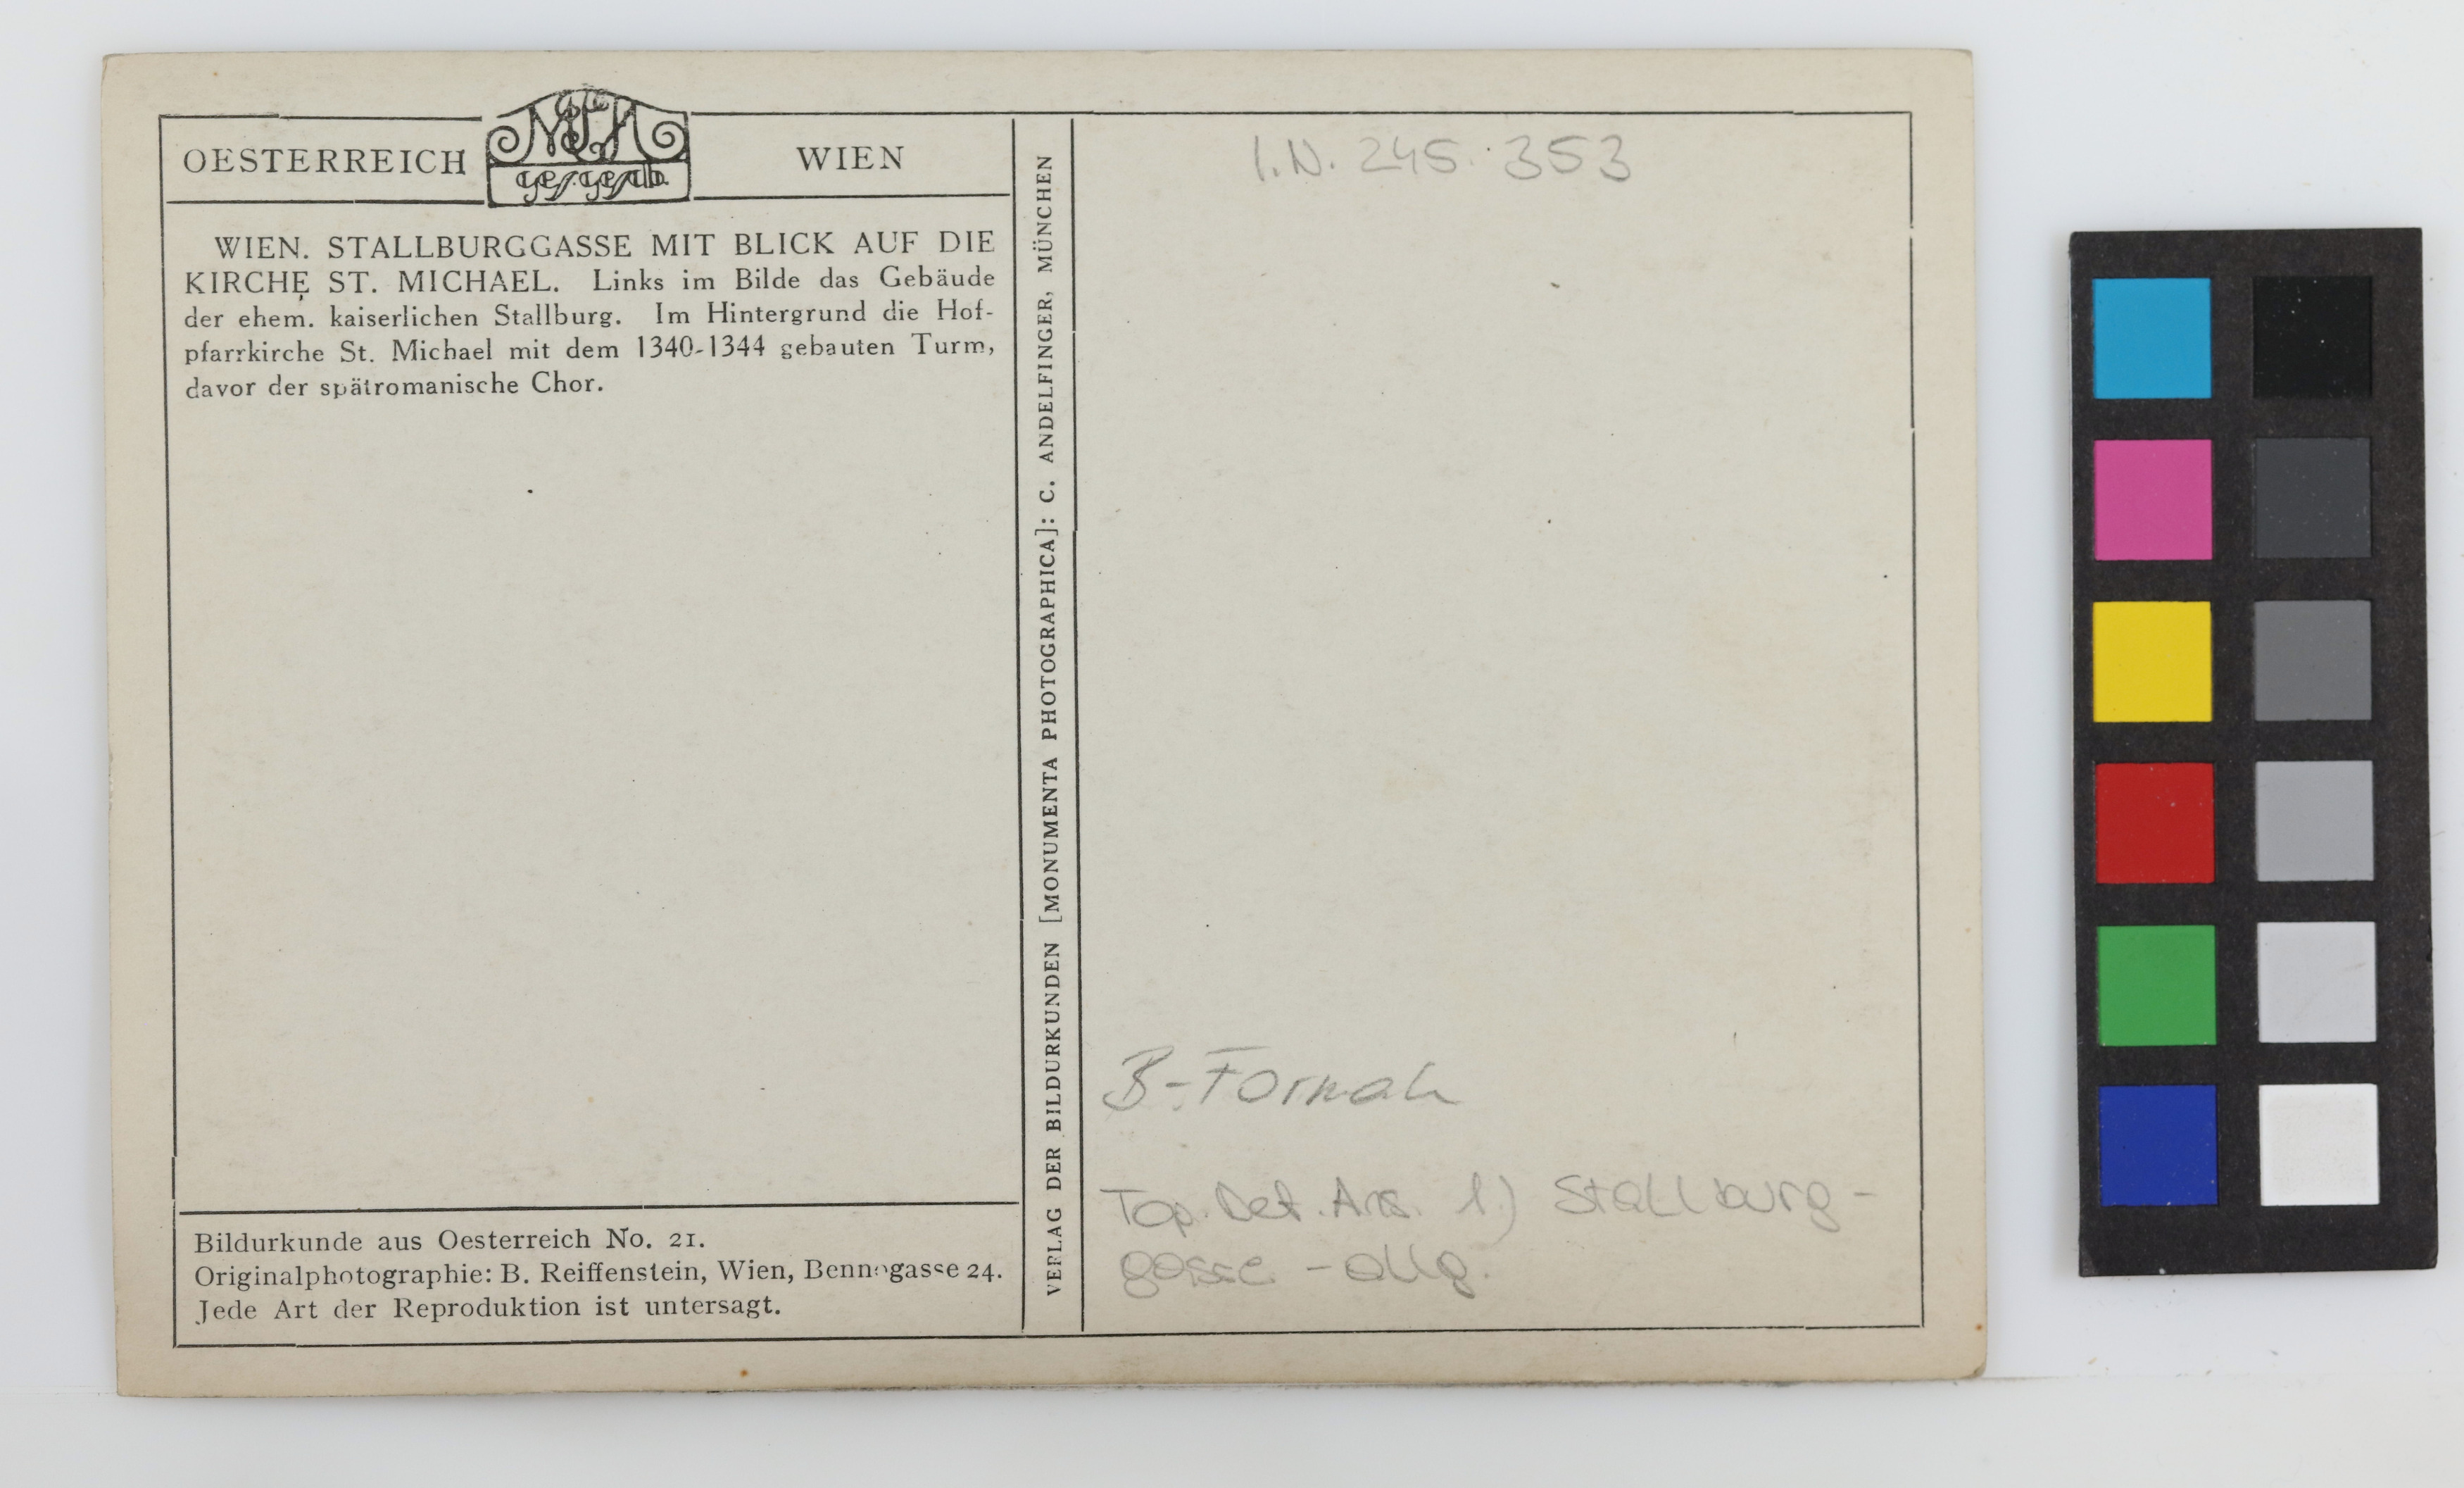 OESTERREICH
ges. gesch.
WIEN
WIEN. STALLBURGGASSE MIT BLICK AUF DIE
KIRCHE ST. MICHAEL. Links im Bilde das Gebäude
der ehem. kaiserlichen Stallburg. Im Hintergrund die Hof-
pfarrkirche St. Michael mit dem 1340-1344 gebauten Turm,
davor der spätromanische Chor.
Bildurkunde aus Oesterreich No. 21.
Originalphotographie: B. Reiffenstein, Wien, Bennogasse 24.
Jede Art der Reproduktion ist untersagt.
VERLAG DER BILDURKUNDEN [MONUMENTA PHOTOGRAPHICA]: C. ANDELFINGER, MÜNCHEN
I.N. 245.353
B-Format
Top. Det. Ans. 1.) Stallburg-
gasse - allg.